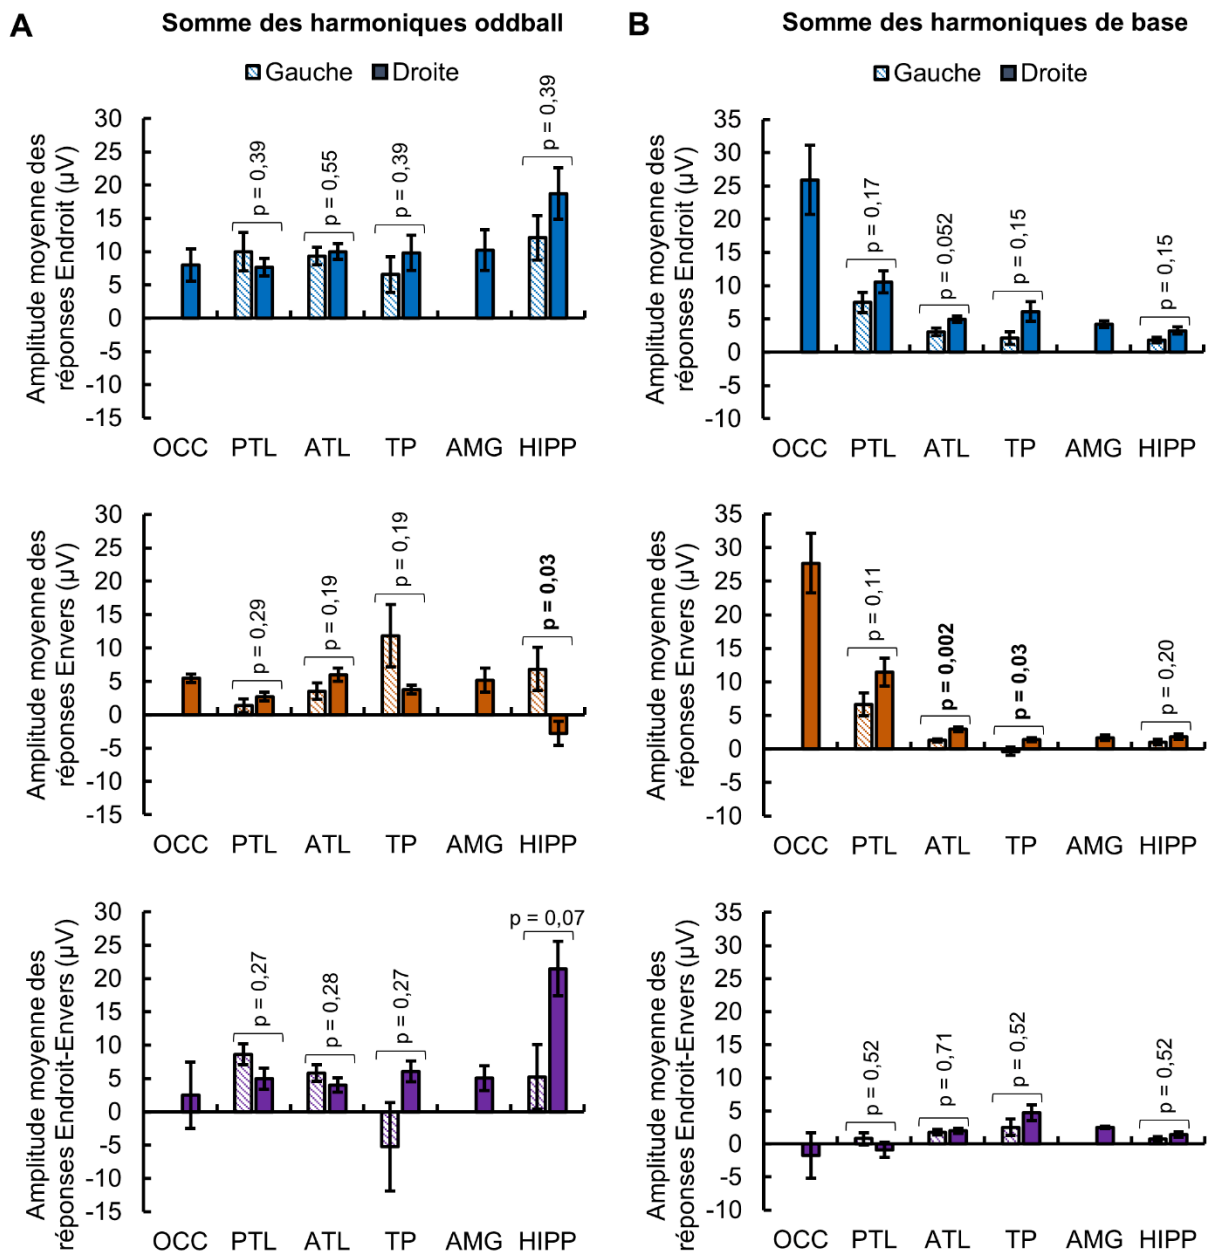 A
Somme des harmoniques oddball
Gauche
Droite
Amplitude moyenne des
réponses Endroit (µV)
30
25
20
15
10
5
0
-5
-10
-15
p = 0,39
p = 0,55
p = 0,39
p = 0,39
OCC PTL ATL TP AMG HIPP
Amplitude moyenne des
réponses Envers (µV)
30
25
20
15
10
5
0
-5
-10
-15
p = 0,29
p = 0,19
p = 0,19
p = 0,03
OCC PTL ATL TP AMG HIPP
Amplitude moyenne des
réponses Endroit-Envers (µV)
30
25
20
15
10
5
0
-5
-10
-15
p = 0,27
p = 0,28
p = 0,27
p = 0,07
OCC PTL ATL TP AMG HIPP
B
Somme des harmoniques de base
Gauche
Droite
Amplitude moyenne des
réponses Endroit (µV)
35
30
25
20
15
10
5
0
-5
-10
p = 0,17
p = 0,052
p = 0,15
p = 0,15
OCC PTL ATL TP AMG HIPP
Amplitude moyenne des
réponses Envers (µV)
35
30
25
20
15
10
5
0
-5
-10
p = 0,11
p = 0,002
p = 0,03
p = 0,20
OCC PTL ATL TP AMG HIPP
Amplitude moyenne des
réponses Endroit-Envers (µV)
35
30
25
20
15
10
5
0
-5
-10
p = 0,52
p = 0,71
p = 0,52
p = 0,52
OCC PTL ATL TP AMG HIPP